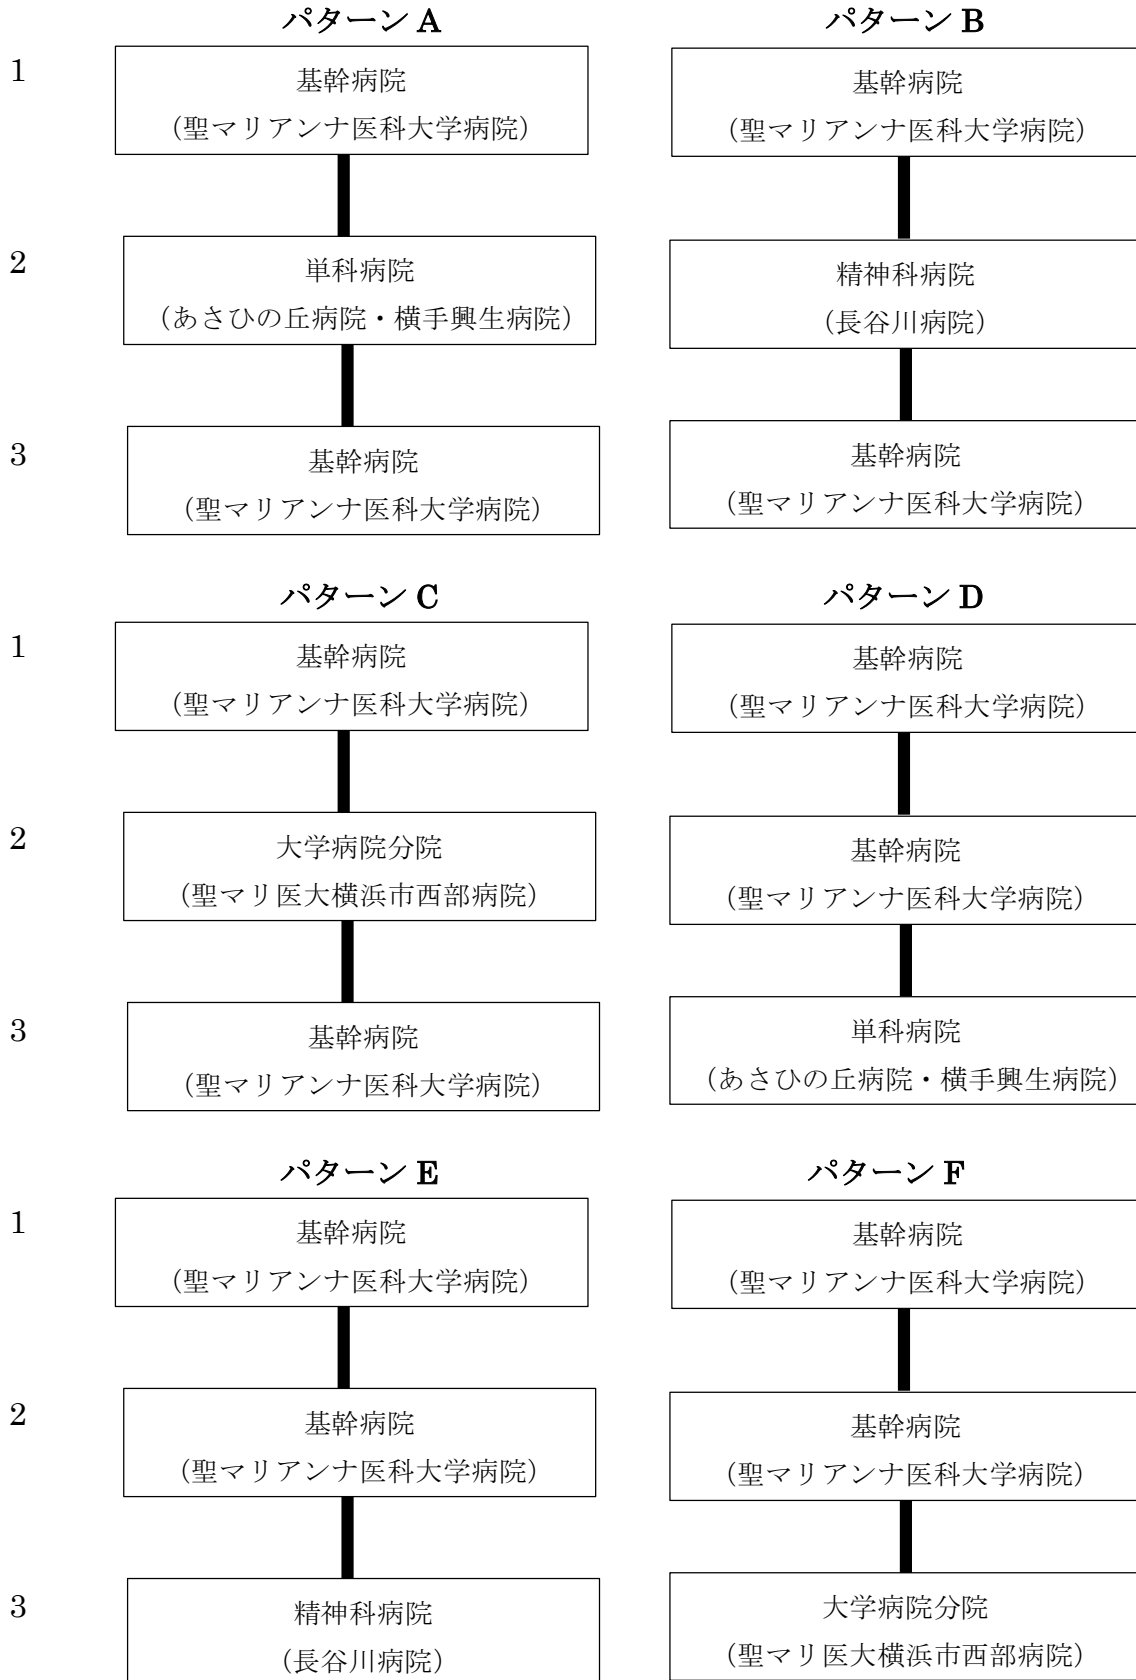 パターン A
1
基幹病院
（聖マリアンナ医科大学病院）
2
単科病院
（あさひの丘病院・横手興生病院）
3
基幹病院
（聖マリアンナ医科大学病院）
パターン B
基幹病院
（聖マリアンナ医科大学病院）
精神科病院
（長谷川病院）
基幹病院
（聖マリアンナ医科大学病院）
パターン C
1
基幹病院
（聖マリアンナ医科大学病院）
2
大学病院分院
（聖マリ医大横浜市西部病院）
3
基幹病院
（聖マリアンナ医科大学病院）
パターン D
基幹病院
（聖マリアンナ医科大学病院）
基幹病院
（聖マリアンナ医科大学病院）
単科病院
（あさひの丘病院・横手興生病院）
パターン E
1
基幹病院
（聖マリアンナ医科大学病院）
2
基幹病院
（聖マリアンナ医科大学病院）
3
精神科病院
（長谷川病院）
パターン F
基幹病院
（聖マリアンナ医科大学病院）
基幹病院
（聖マリアンナ医科大学病院）
大学病院分院
（聖マリ医大横浜市西部病院）